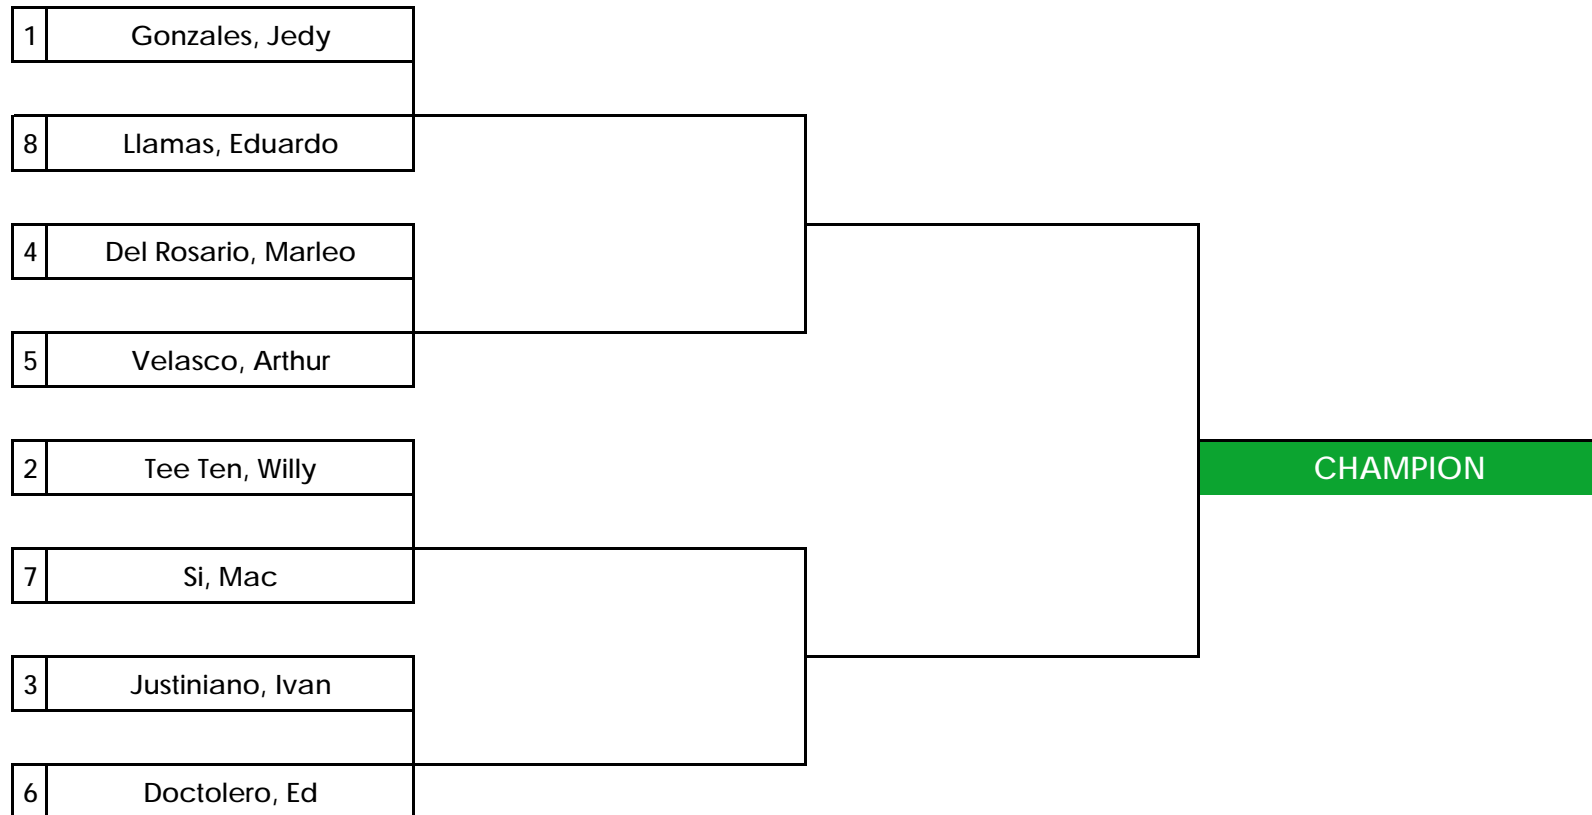 1 Gonzales, Jedy
8 Llamas, Eduardo
4 Del Rosario, Marleo
5 Velasco, Arthur
2 Tee Ten, Willy
CHAMPION
7 Si, Mac
3 Justiniano, Ivan
6 Doctolero, Ed